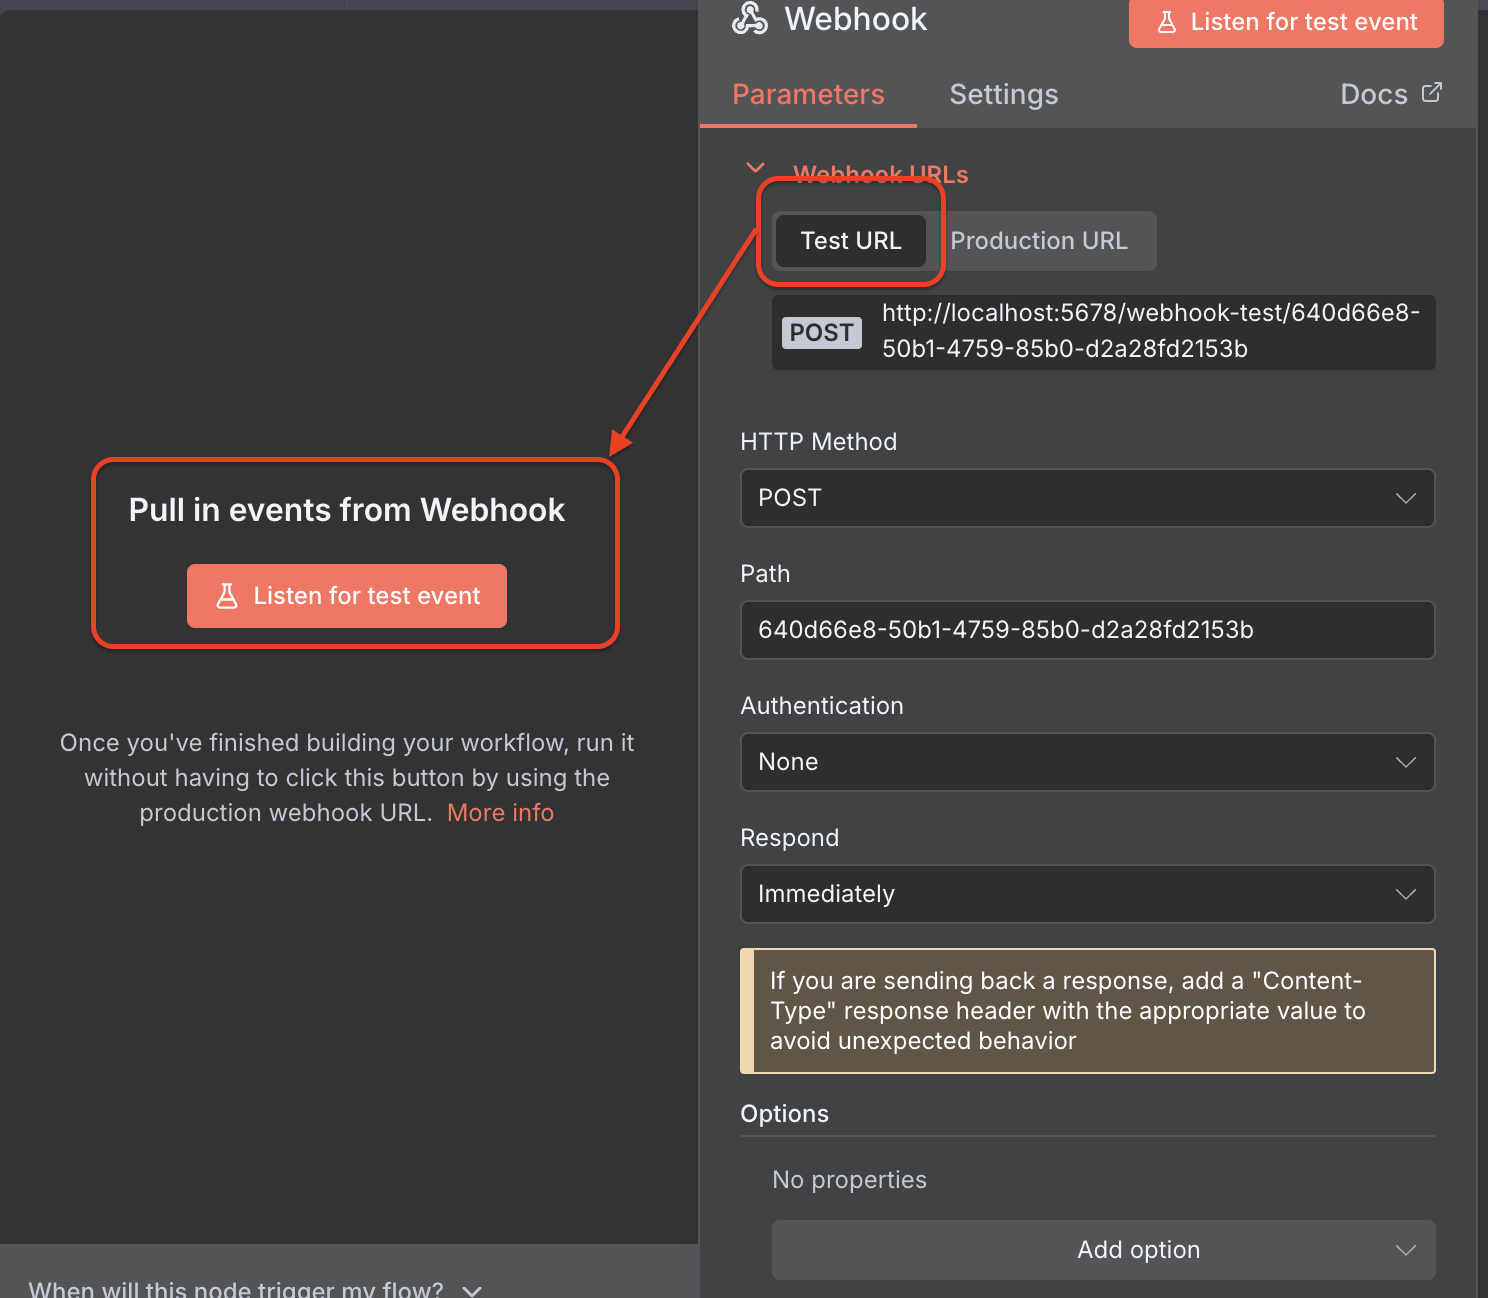 Webhook
Listen for test event
Parameters
Settings
Docs
Webhook URLs
Test URL
Production URL
POST
http://localhost:5678/webhook-test/640d66e8-
50b1-4759-85b0-d2a28fd2153b
HTTP Method
POST
Path
640d66e8-50b1-4759-85b0-d2a28fd2153b
Authentication
None
Respond
Immediately
If you are sending back a response, add a "Content-
Type" response header with the appropriate value to
avoid unexpected behavior
Options
No properties
Add option
Pull in events from Webhook
Listen for test event
Once you've finished building your workflow, run it
without having to click this button by using the
production webhook URL. More info
When will this node trigger my flow?